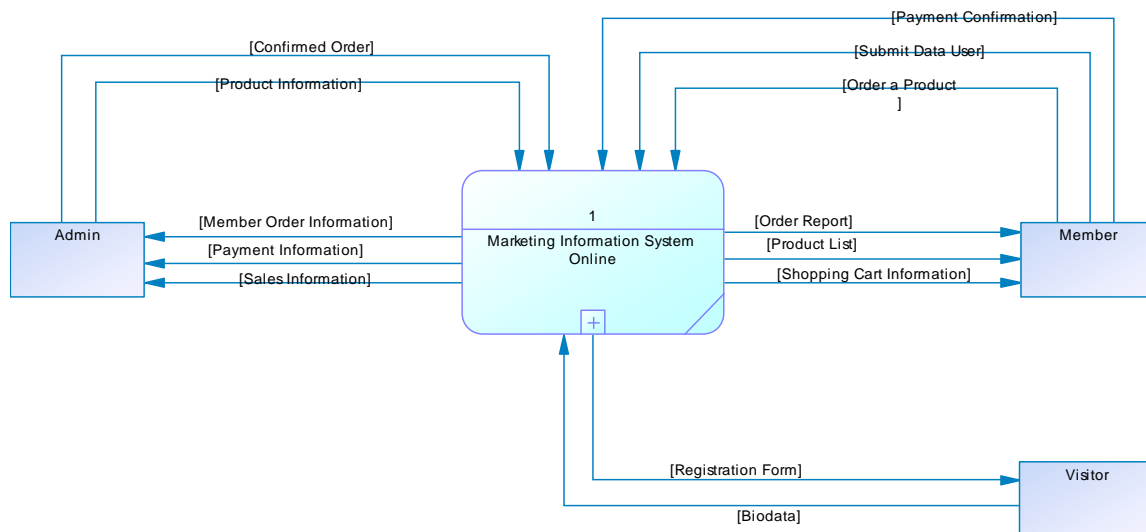 [Payment Confirmation]
[Confirmed Order]
[Submit Data User]
[Product Information]
[Order a Product
]
1
Marketing Information System
Online
Admin
[Member Order Information]
[Payment Information]
[Sales Information]
[Order Report]
[Product List]
[Shopping Cart Information]
Member
[Registration Form]
Visitor
[Biodata]